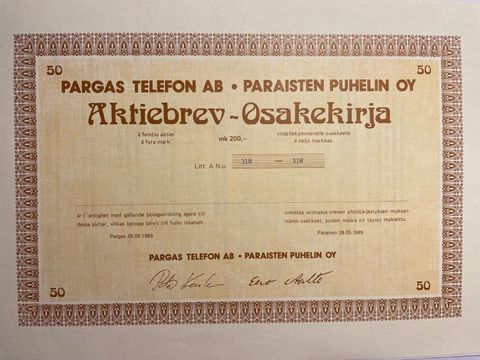 50 50
PARGAS TELEFON AB • PARAISTEN PUHELIN OY
Aktiebrev - Osakekirja
å femtio aktier mk 200,— viidellekymmenelle osakkeelle
à fyra mark à neljä markkaa
Litt. A N:o 318 — 318
är i enlighet med gällande bolagsordning ägare till omistaa voimassa olevan yhtiöjärjestyksen mukaan
dessa aktier, vilkas belopp blivit till fullo inbetalt. nämä osakkeet, joiden määrä on täysin maksettu.
Pargas 29.05.1989 Parainen 29.05.1989
PARGAS TELEFON AB • PARAISTEN PUHELIN OY
Eero Aalto
50 50